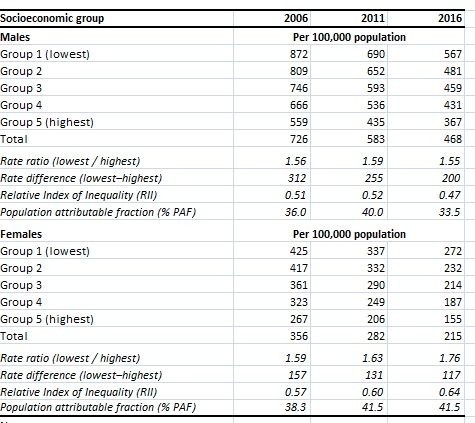 Socioeconomic group 2006 2011 2016
Males Per 100,000 population
Group 1 (lowest) 872 690 567
Group 2 809 652 481
Group 3 746 593 459
Group 4 666 536 431
Group 5 (highest) 559 435 367
Total 726 583 468
Rate ratio (lowest / highest) 1.56 1.59 1.55
Rate difference (lowest–highest) 312 255 200
Relative Index of Inequality (RII) 0.51 0.52 0.47
Population attributable fraction (% PAF) 36.0 40.0 33.5
Females Per 100,000 population
Group 1 (lowest) 425 337 272
Group 2 417 332 232
Group 3 361 290 214
Group 4 323 249 187
Group 5 (highest) 267 206 155
Total 356 282 215
Rate ratio (lowest / highest) 1.59 1.63 1.76
Rate difference (lowest–highest) 157 131 117
Relative Index of Inequality (RII) 0.57 0.60 0.64
Population attributable fraction (% PAF) 38.3 41.5 41.5